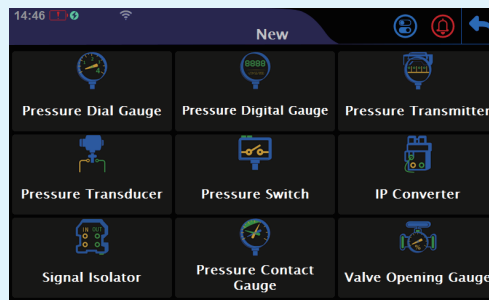 14:46
New
Pressure Dial Gauge
Pressure Digital Gauge
Pressure Transmitter
Pressure Transducer
Pressure Switch
IP Converter
Signal Isolator
Pressure Contact
Gauge
Valve Opening Gauge